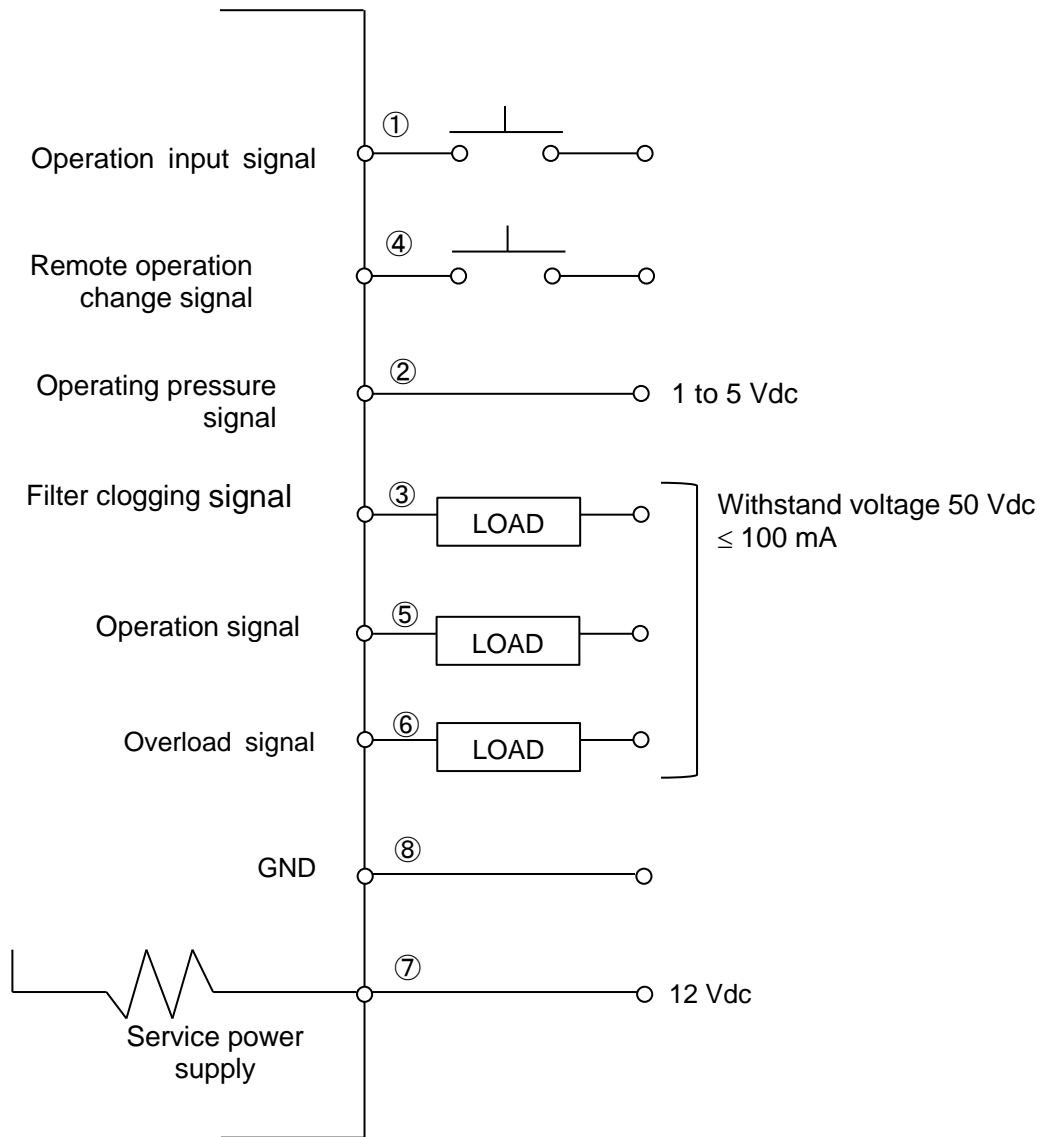 ①
Operation input signal
④
Remote operation
change signal
②
Operating pressure
signal
1 to 5 Vdc
③
Filter clogging signal
LOAD
Withstand voltage 50 Vdc
≤ 100 mA
⑤
Operation signal
LOAD
⑥
Overload signal
LOAD
⑧
GND
⑦
12 Vdc
Service power
supply